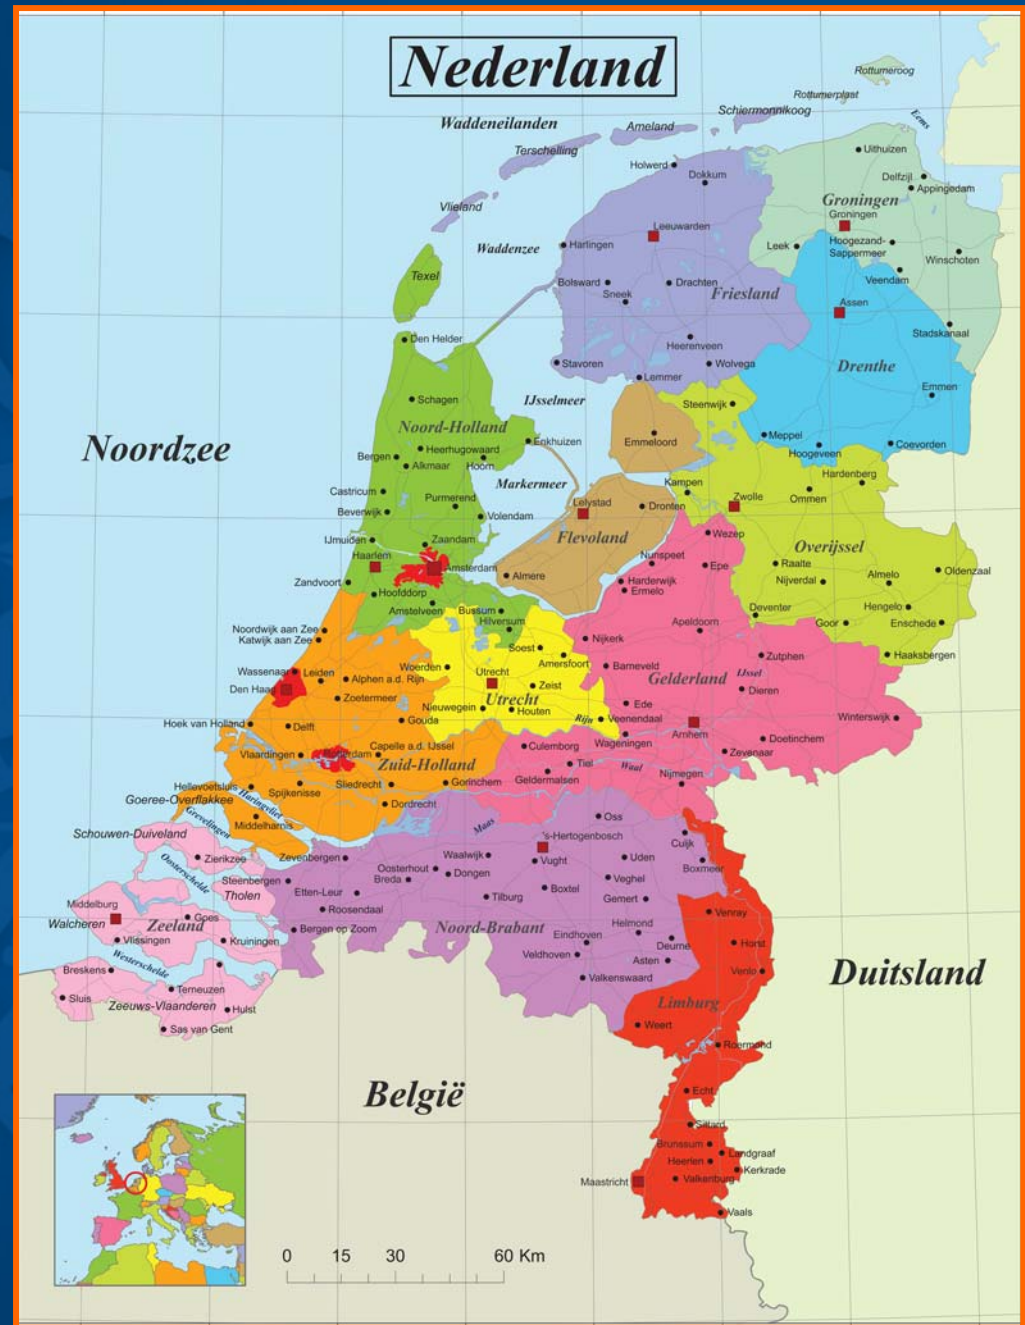 Nederland
Rottumeroog
Rottumerplaat
Schiermonnikoog
Eems
Waddeneilanden
Ameland
Terschelling
Uithuizen
Holwerd
Dokkum
Delfzijl
Appingedam
Vlieland
Groningen
Groningen
Leeuwarden
Waddenzee
Harlingen
Leek
Hoogezand-
Sappermeer
Winschoten
Texel
Bolsward
Sneek
Drachten
Friesland
Veendam
Assen
Stadskanaal
Den Helder
Heerenveen
Stavoren
Wolvega
Drenthe
Lemmer
Emmen
Schagen
IJsselmeer
Steenwijk
Noord-Holland
Noordzee
Enkhuizen
Emmeloord
Meppel
Hoogeveen
Coevorden
Heerhugowaard
Bergen
Alkmaar
Hoorn
Hardenberg
Markermeer
Kampen
Castricum
Purmerend
Lelystad
Dronten
Zwolle
Ommen
Beverwijk
Volendam
Wezep
IJmuiden
Zaandam
Flevoland
Overijssel
Haarlem
Amsterdam
Nunspeet
Epe
Raalte
Oldenzaal
Zandvoort
Almere
Harderwijk
Ermelo
Nijverdal
Almelo
Hoofddorp
Amstelveen
Bussum
Hilversum
Deventer
Hengelo
Goor
Enschede
Noordwijk aan Zee
Katwijk aan Zee
Apeldoorn
Nijkerk
Soest
Amersfoort
Zutphen
Haaksbergen
Wassenaar
Leiden
Woerden
Utrecht
Barneveld
Gelderland
IJssel
Den Haag
Alphen a.d. Rijn
Zeist
Dieren
Zoetermeer
Utrecht
Nieuwegein
Houten
Ede
Hoek van Holland
Delft
Gouda
Rijn
Veenendaal
Winterswijk
Arnhem
Wageningen
Doetinchem
Vlaardingen
Rotterdam
Capelle a.d. IJssel
Culemborg
Zevenaar
Zuid-Holland
Tiel
Waal
Geldermalsen
Nijmegen
Hellevoetsluis
Spijkenisse
Sliedrecht
Gorinchem
Goeree-Overflakkee
Haringvliet
Dordrecht
Grevelingen
Middelharnis
Oss
Maas
Schouwen-Duiveland
's-Hertogenbosch
Cuijk
Zierikzee
Zevenbergen
Waalwijk
Vught
Uden
Boxmeer
Oosterschelde
Oosterhout
Dongen
Steenbergen
Breda
Veghel
Etten-Leur
Boxtel
Tholen
Tilburg
Gemert
Middelburg
Roosendaal
Venray
Walcheren
Goes
Zeeland
Bergen op Zoom
Noord-Brabant
Helmond
Eindhoven
Deurne
Vlissingen
Kruiningen
Horst
Veldhoven
Asten
Westerschelde
Breskens
Valkenswaard
Venlo
Duitsland
Terneuzen
Sluis
Zeeuws-Vlaanderen
Hulst
Limburg
Sas van Gent
Weert
Roermond
België
Echt
Sittard
Brunssum
Landgraaf
Heerlen
Kerkrade
Maastricht
Valkenburg
Vaals
0 15 30 60 Km